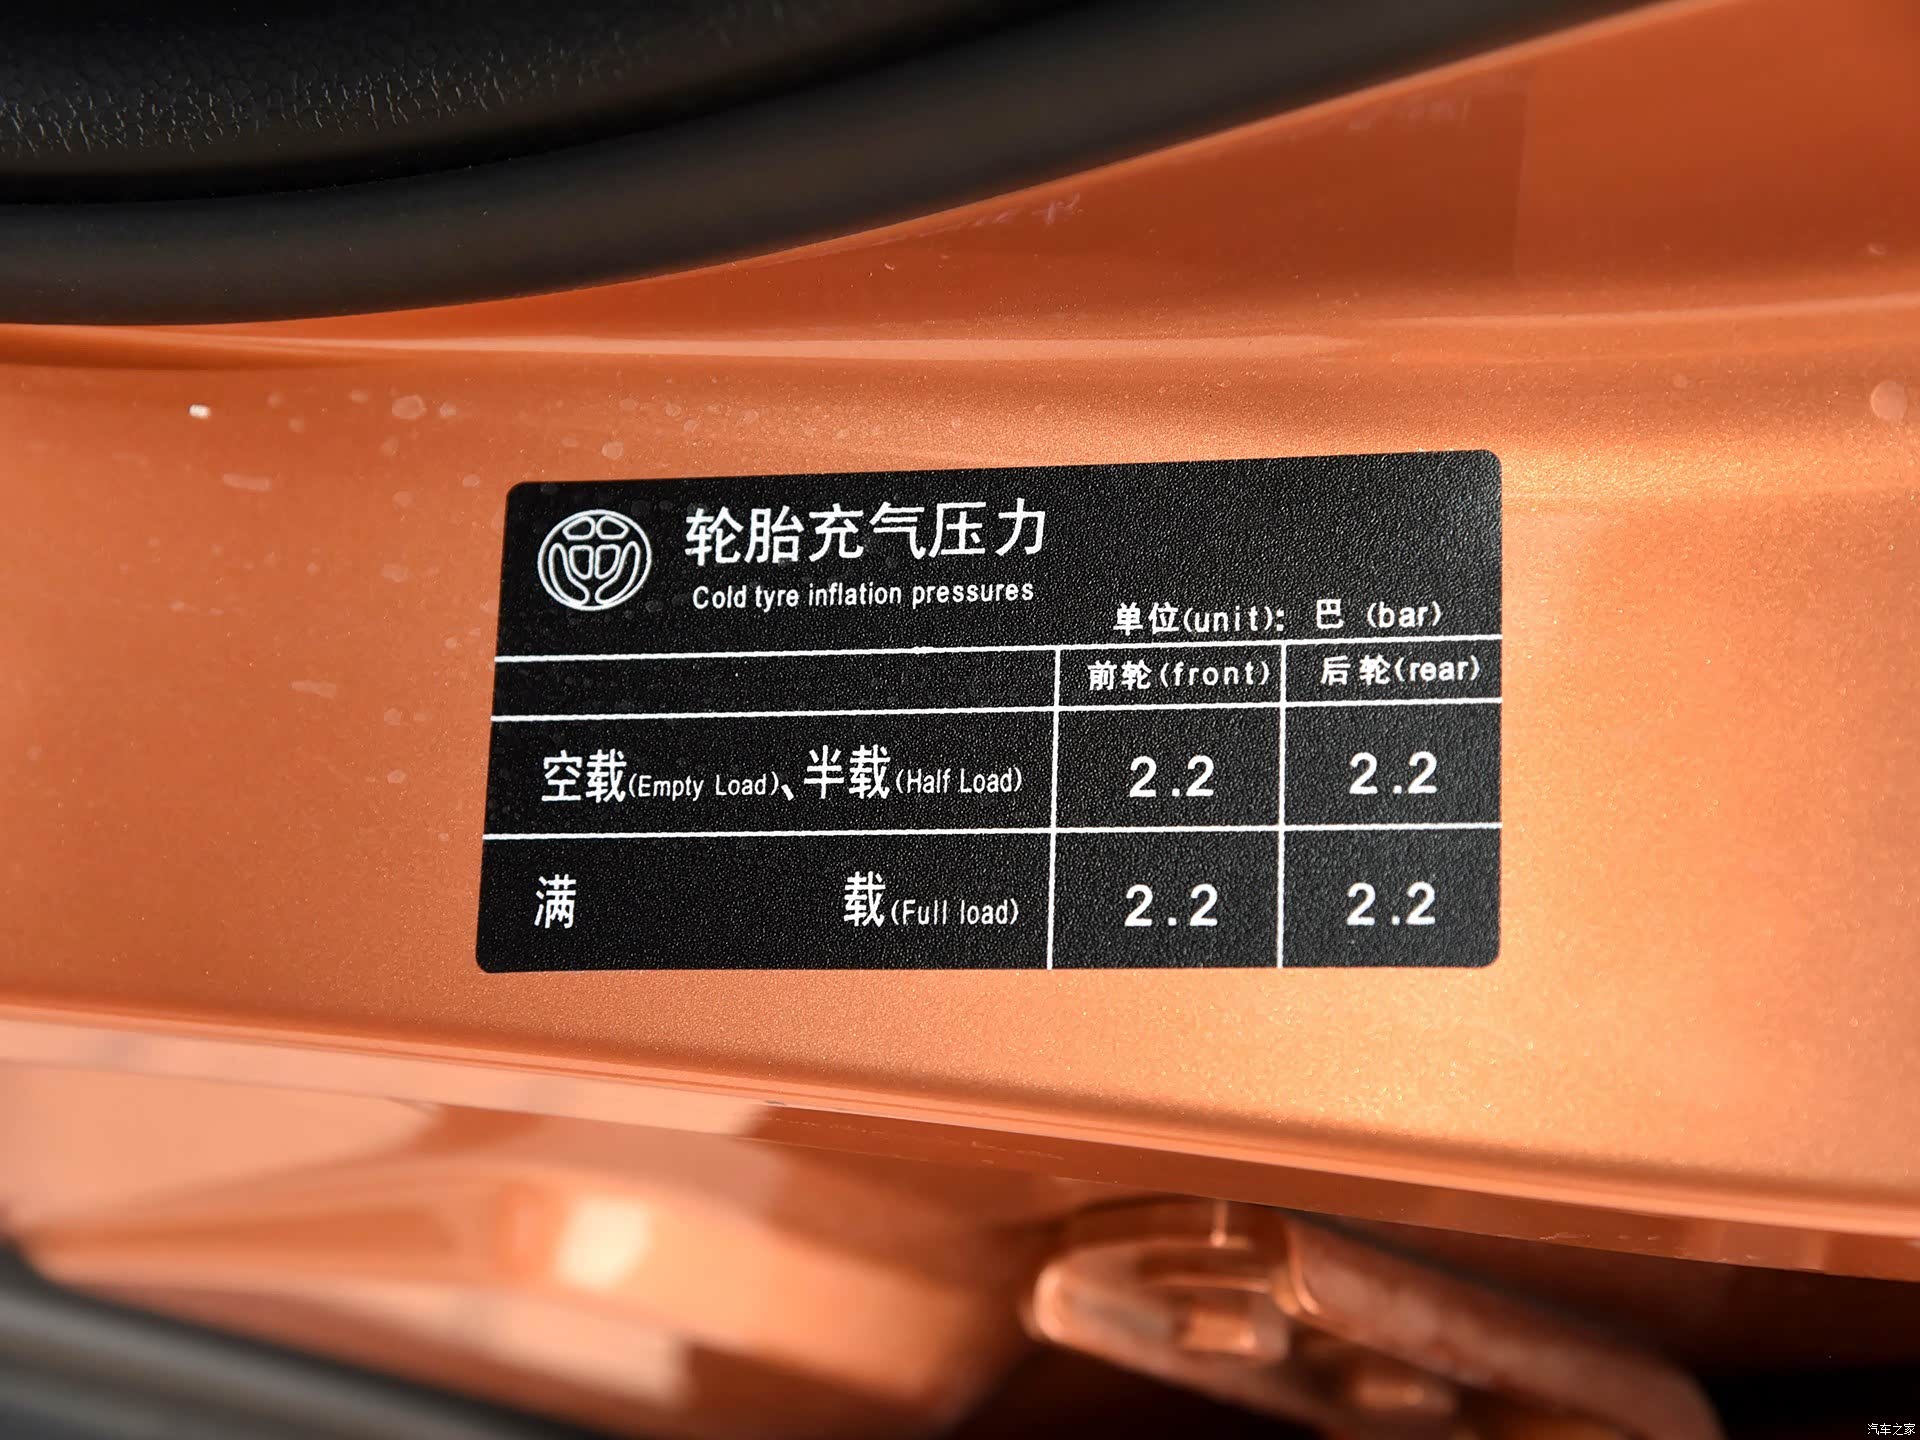 轮胎充气压力
Cold tyre inflation pressures
单位(unit): 巴 (bar)
前轮(front) 后轮(rear)
空载(Empty Load)、半载(Half Load) 2.2 2.2
满 载(Full load) 2.2 2.2
汽车之家